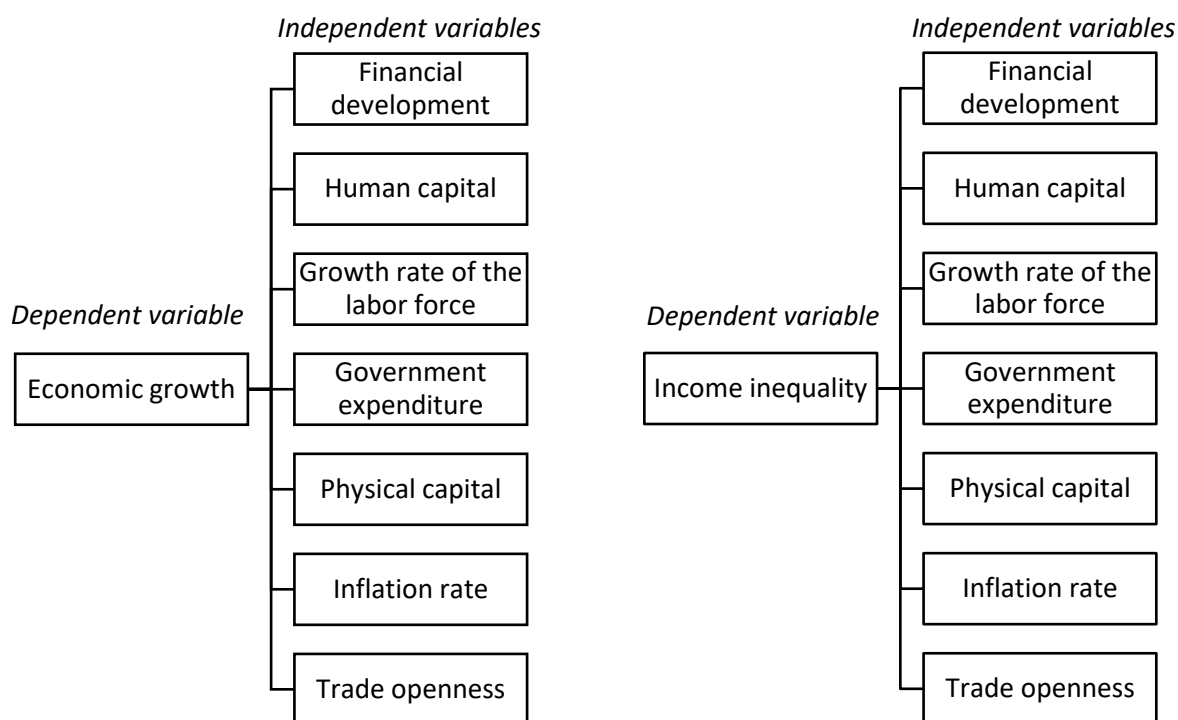 Independent variables
Financial
development
Human capital
Growth rate of the
labor force
Dependent variable
Economic growth
Government
expenditure
Physical capital
Inflation rate
Trade openness
Independent variables
Financial
development
Human capital
Growth rate of the
labor force
Dependent variable
Income inequality
Government
expenditure
Physical capital
Inflation rate
Trade openness